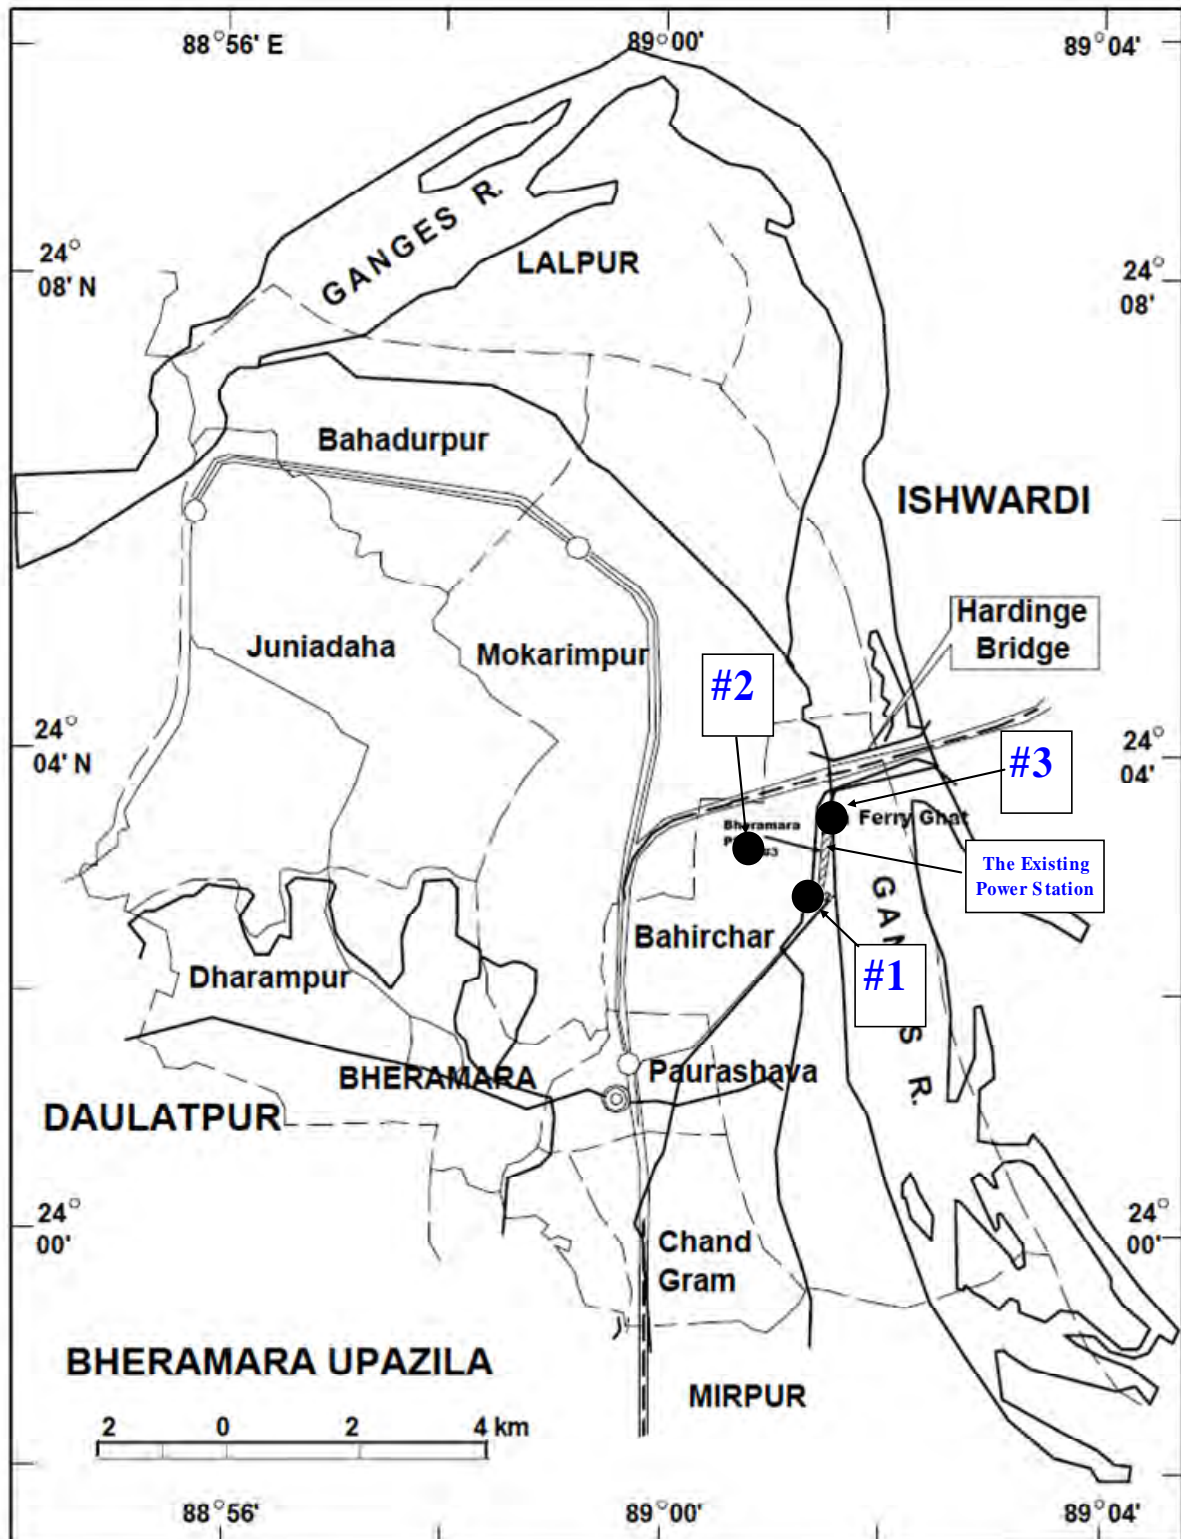 88°56' E
89°00'
89°04'
24°
08' N
24°
08'
GANGES R.
LALPUR
Bahadurpur
ISHWARDI
Hardinge
Bridge
Juniadaha
Mokarimpur
#2
24°
04' N
24°
04'
#3
Bheramara
Ferry Ghat
The Existing
Power Station
GANGES R.
Bahirchar
#1
Dharampur
BHERAMARA
Paurashava
DAULATPUR
24°
00'
24°
00'
Chand
Gram
BHERAMARA UPAZILA
MIRPUR
2 0 2 4 km
88°56'
89°00'
89°04'